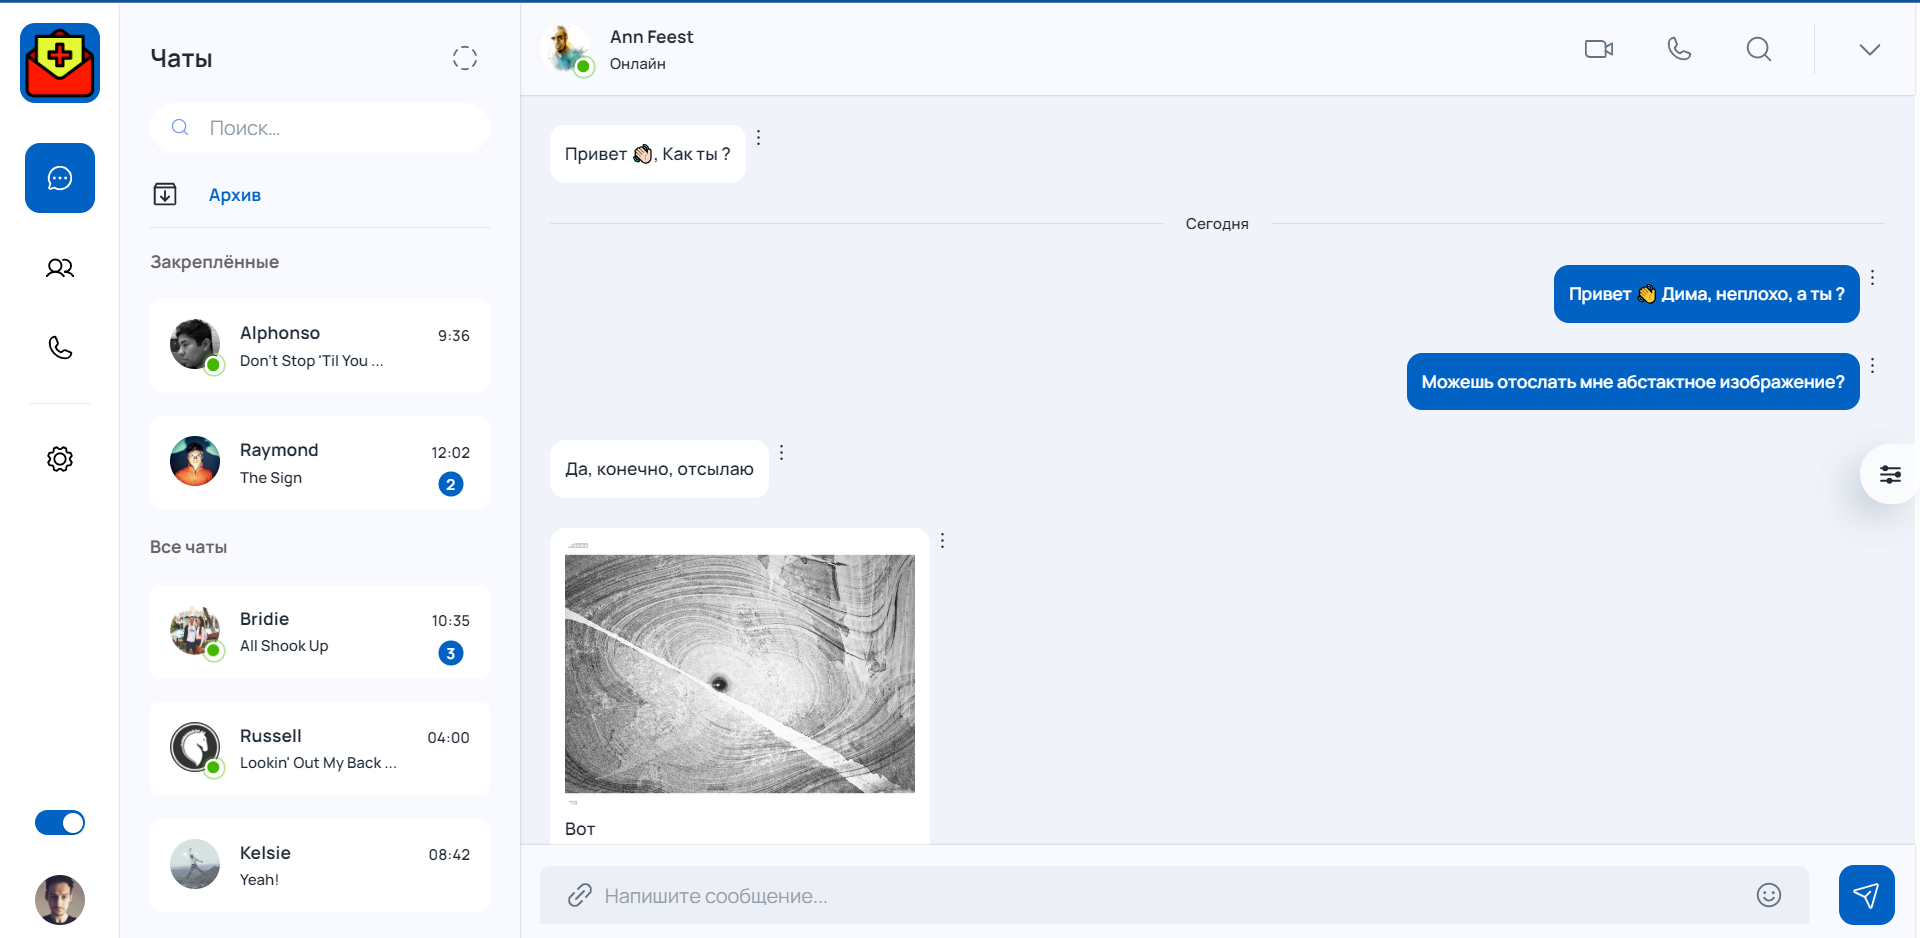 Чаты
Поиск...
Архив
Закреплённые
Alphonso
9:36
Don't Stop 'Til You ...
Raymond
12:02
The Sign
2
Все чаты
Bridie
10:35
All Shook Up
3
Russell
04:00
Lookin' Out My Back ...
Kelsie
08:42
Yeah!
Ann Feest
Онлайн
Привет 👋🏻, Как ты ?
Сегодня
Привет 👋 Дима, неплохо, а ты ?
Можешь отослать мне абстактное изображение?
Да, конечно, отсылаю
Вот
Напишите сообщение...